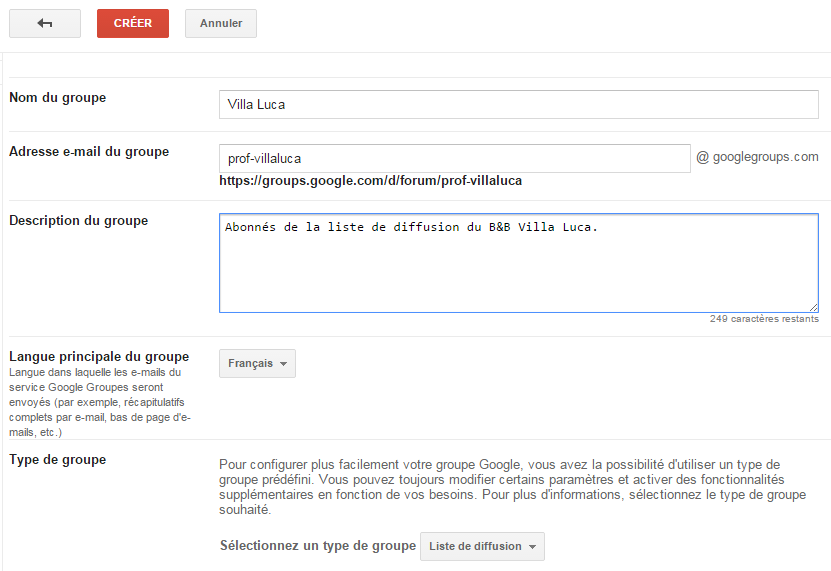 CRÉER
Annuler
Nom du groupe
Villa Luca
Adresse e-mail du groupe
prof-villaluca
@ googlegroups.com
https://groups.google.com/d/forum/prof-villaluca
Description du groupe
Abonnés de la liste de diffusion du B&B Villa Luca.
249 caractères restants
Langue principale du groupe
Langue dans laquelle les e-mails du
service Google Groupes seront
envoyés (par exemple, récapitulatifs
complets par e-mail, bas de page d'e-
mails, etc.)
Français
Type de groupe
Pour configurer plus facilement votre groupe Google, vous avez la possibilité d'utiliser un type de
groupe prédéfini. Vous pouvez toujours modifier certains paramètres et activer des fonctionnalités
supplémentaires en fonction de vos besoins. Pour plus d'informations, sélectionnez le type de groupe
souhaité.
Sélectionnez un type de groupe
Liste de diffusion